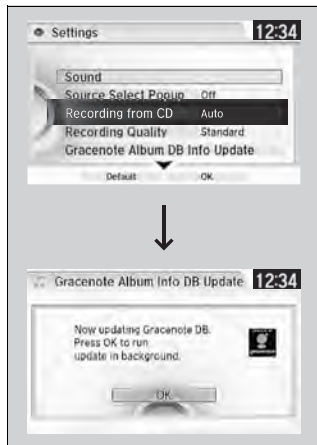 Settings 12:34
Sound
Source Select Popup Off
Recording from CD Auto
Recording Quality Standard
Gracenote Album DB Info Update
Default OK
Gracenote Album Info DB Update 12:34
Now updating Gracenote DB.
Press OK to run
update in background.
gracenote
OK